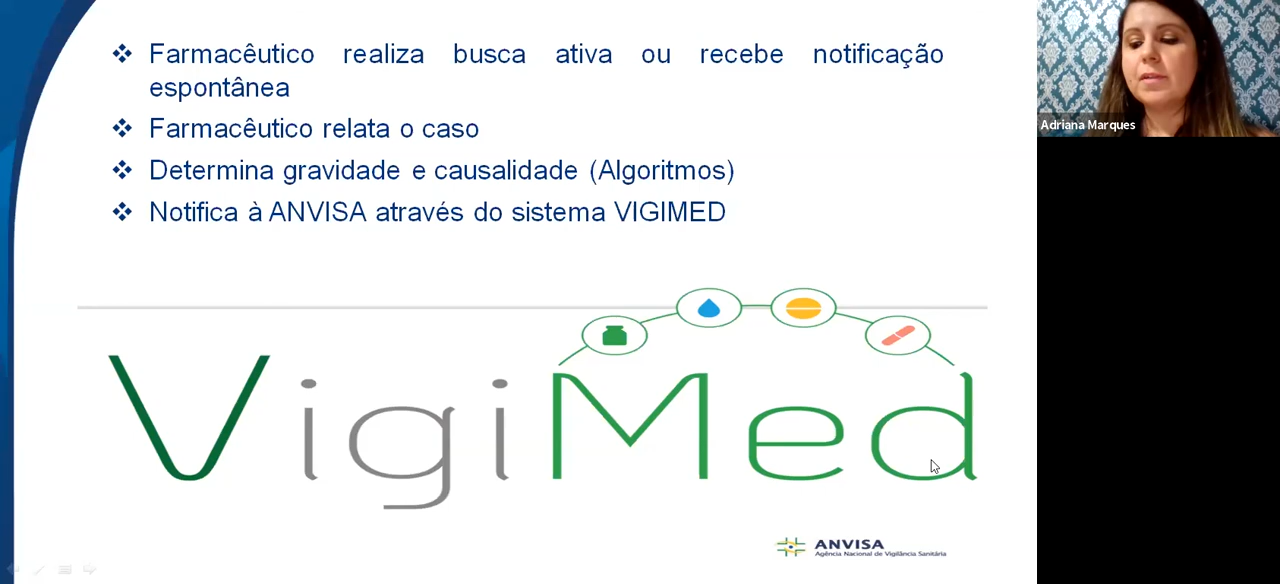 Farmacêutico realiza busca ativa ou recebe notificação
espontânea
Farmacêutico relata o caso
Determina gravidade e causalidade (Algoritmos)
Notifica à ANVISA através do sistema VIGIMED
Adriana Marques
VigiMed
ANVISA
Agência Nacional de Vigilância Sanitária